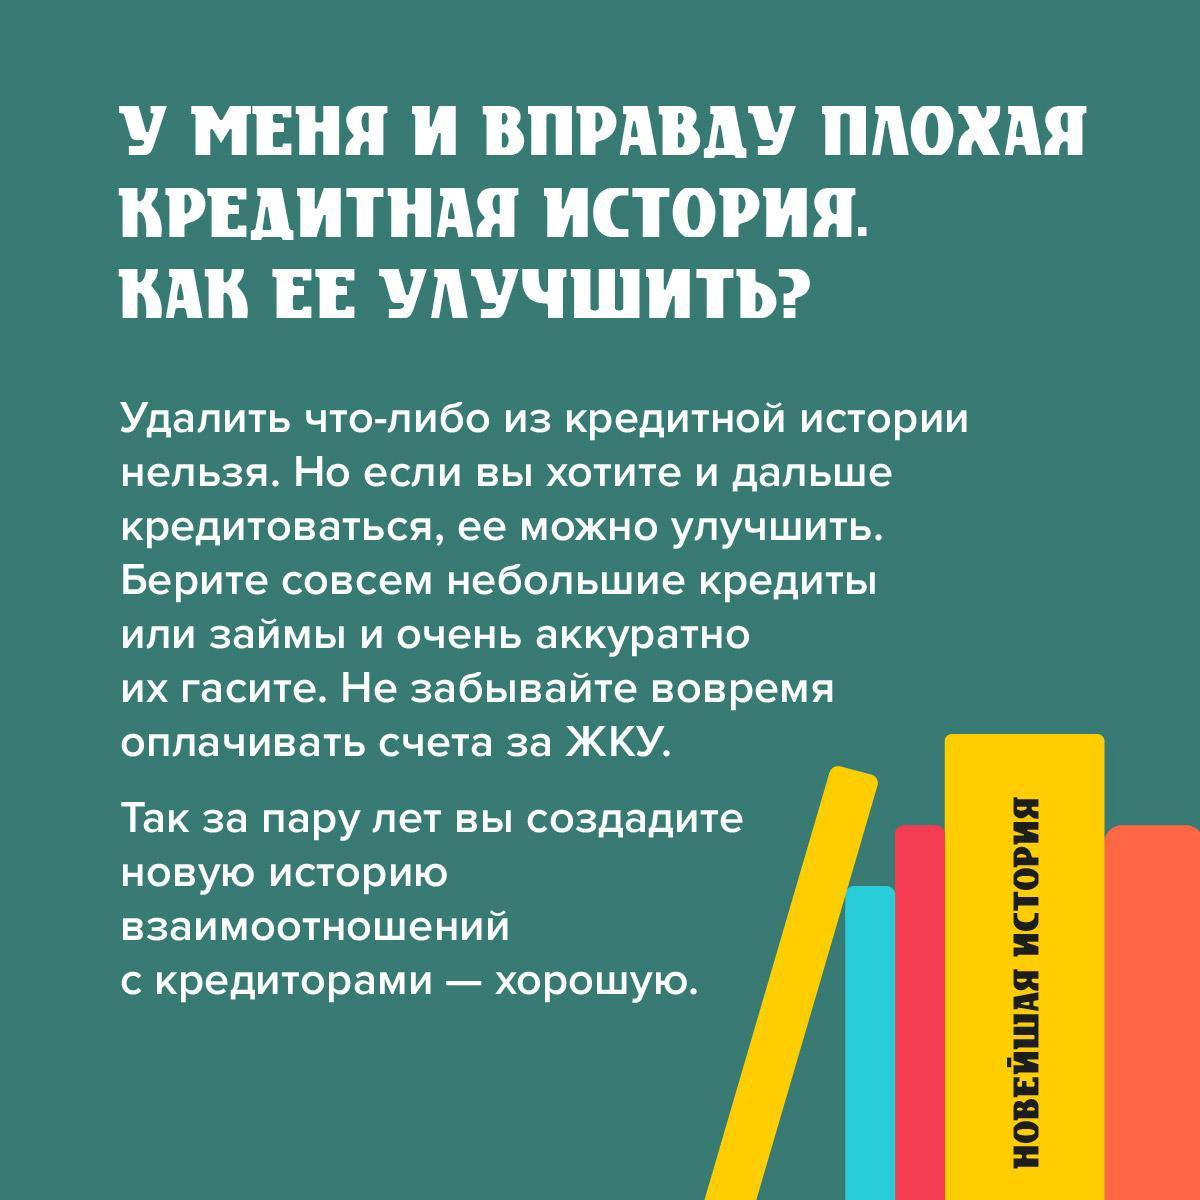 У МЕНЯ И ВПРАВДУ ПЛОХАЯ
КРЕДИТНАЯ ИСТОРИЯ.
КАК ЕЕ УЛУЧШИТЬ?
Удалить что-либо из кредитной истории
нельзя. Но если вы хотите и дальше
кредитоваться, ее можно улучшить.
Берите совсем небольшие кредиты
или займы и очень аккуратно
их гасите. Не забывайте вовремя
оплачивать счета за ЖКУ.
Так за пару лет вы создадите
новую историю
взаимоотношений
с кредиторами — хорошую.
НОВЕЙШАЯ ИСТОРИЯ